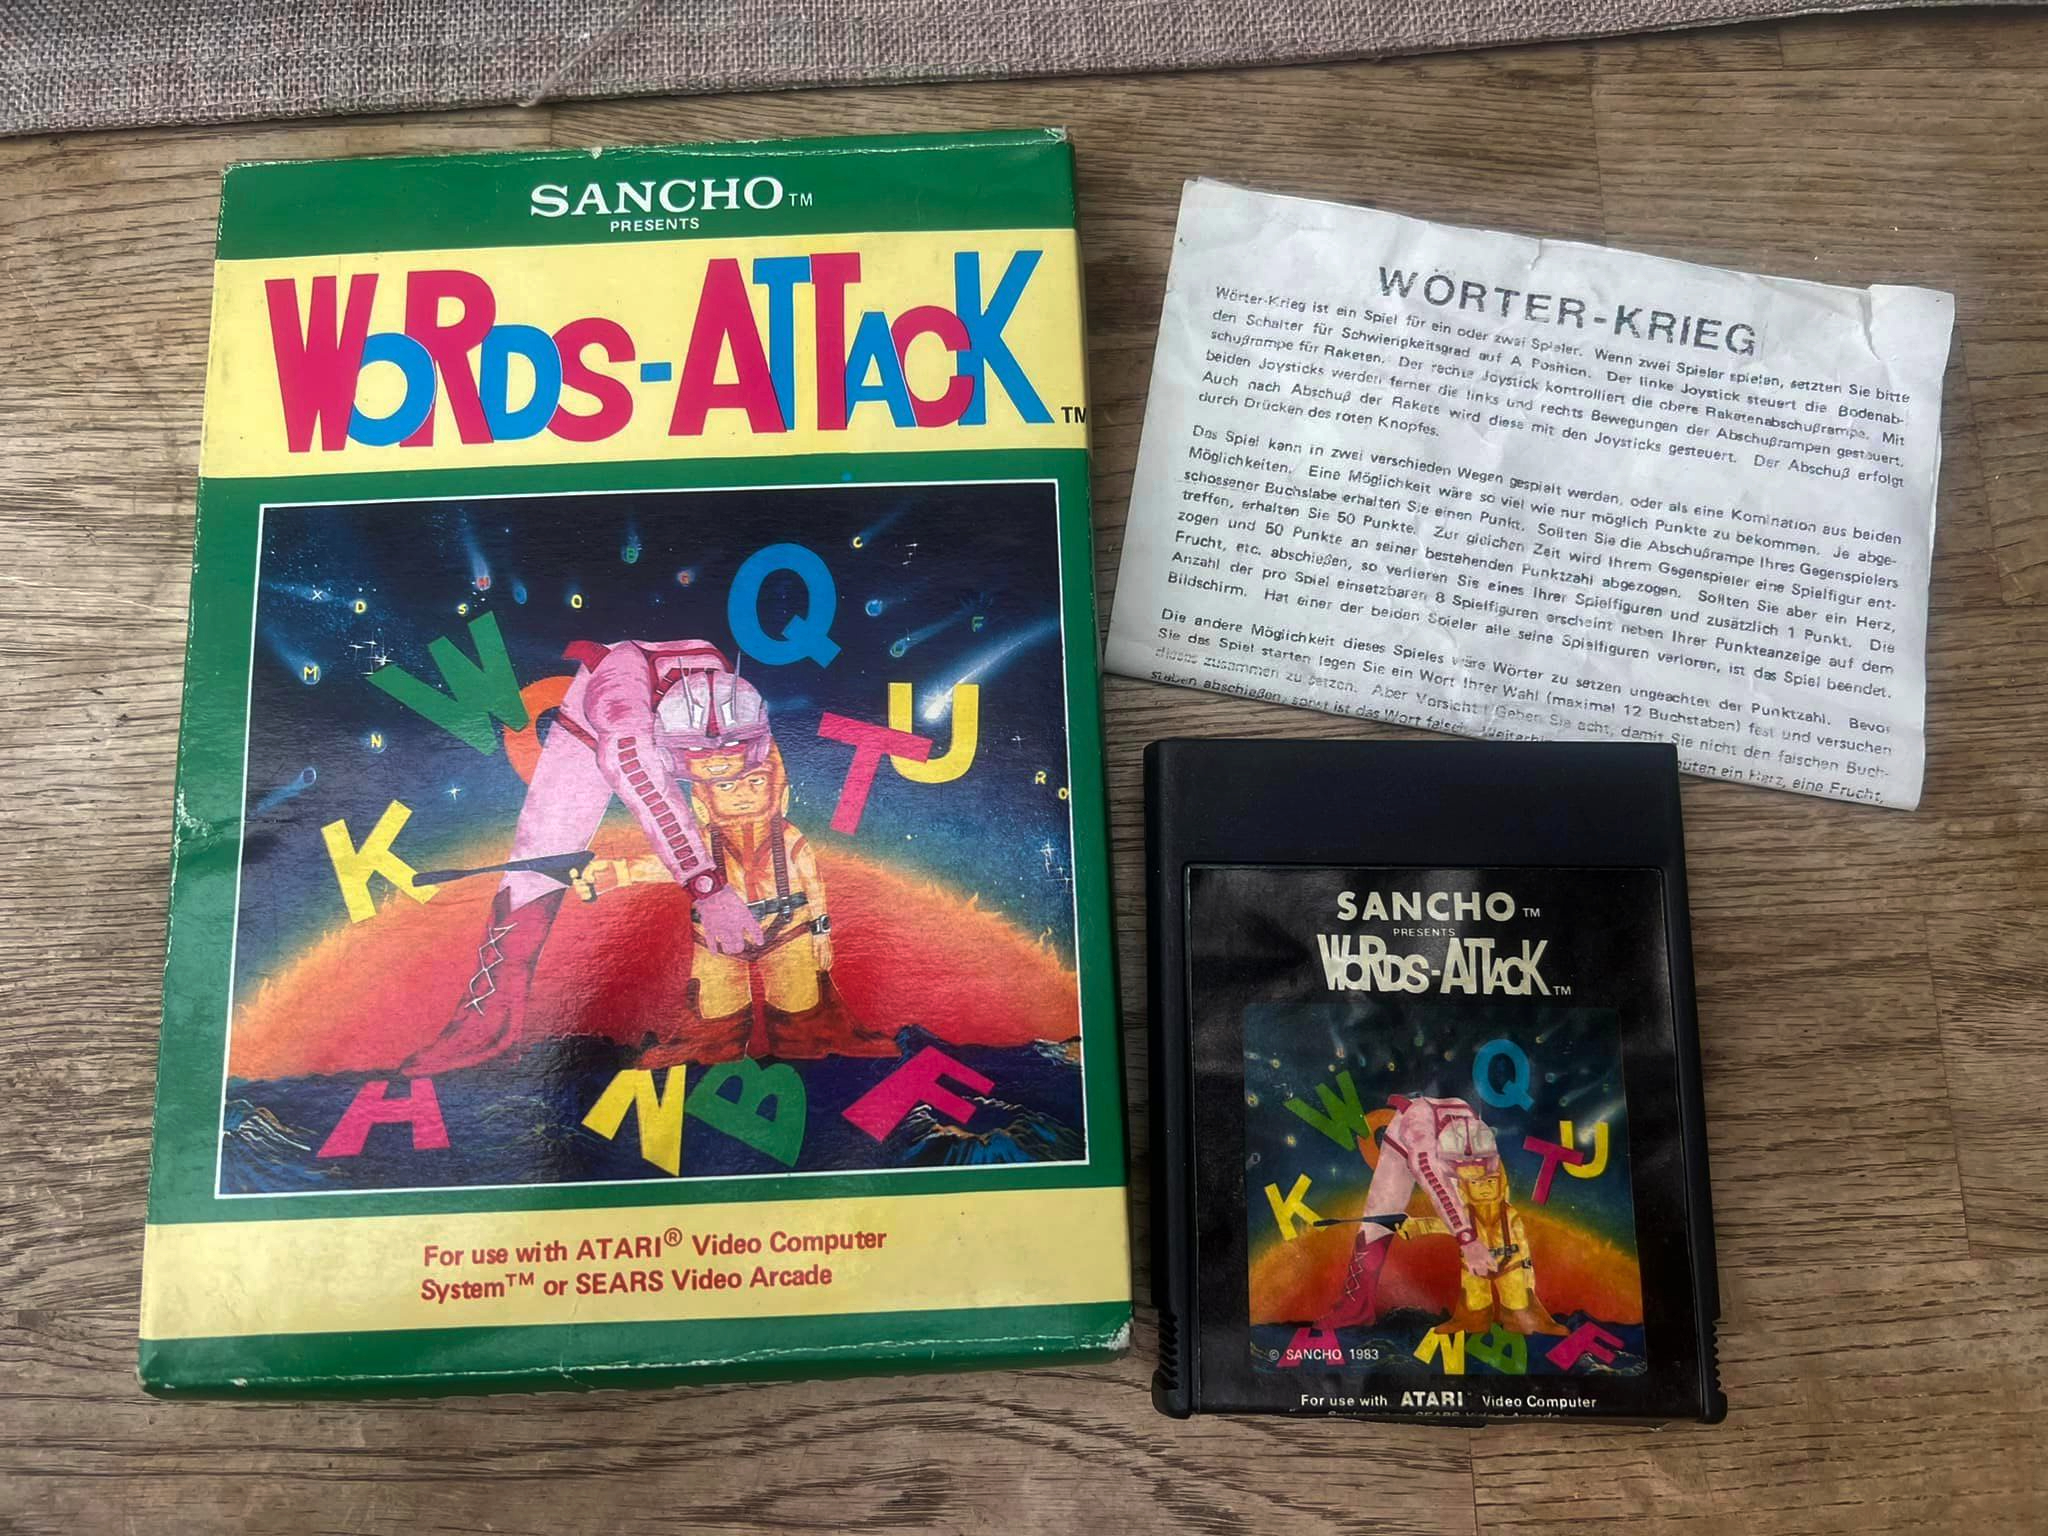 SANCHO™
PRESENTS
WORDS-ATTACK™
X
D
S
H
O
B
G
C
F
M
N
R
O
W
O
Q
T
U
K
H
N
B
F
For use with ATARI® Video Computer
System™ or SEARS Video Arcade
WÖRTER-KRIEG
Wörter-Krieg ist ein Spiel für ein oder zwei Spieler. Wenn zwei Spieler spielen, setzten Sie bitte
den Schalter für Schwierigkeitsgrad auf A Position. Der linke Joystick steuert die Bodenab-
schußrampe für Raketen. Der rechte Joystick kontrolliert die obere Raketenabschußrampe. Mit
beiden Joysticks werden ferner die links und rechts Bewegungen der Abschußrampen gesteuert.
Auch nach Abschuß der Rakete wird diese mit den Joysticks gesteuert. Der Abschuß erfolgt
durch Drücken des roten Knopfes.
Das Spiel kann in zwei verschieden Wegen gespielt werden, oder als eine Komination aus beiden
Möglichkeiten. Eine Möglichkeit wäre so viel wie nur möglich Punkte zu bekommen. Je abge-
schossener Buchslabe erhalten Sie einen Punkt. Sollten Sie die Abschußrampe Ihres Gegenspielers
treffen, erhalten Sie 50 Punkte. Zur gleichen Zeit wird Ihrem Gegenspieler eine Spielfigur ent-
zogen und 50 Punkte an seiner bestehenden Punktzahl abgezogen. Sollten Sie aber ein Herz,
Frucht, etc. abschießen, so verlieren Sie eines Ihrer Spielfiguren und zusätzlich 1 Punkt. Die
Anzahl der pro Spiel einsetzbaren 8 Spielfiguren erscheint neben Ihrer Punkteanzeige auf dem
Bildschirm. Hat einer der beiden Spieler alle seine Spielfiguren verloren, ist das Spiel beendet.
Die andere Möglichkeit dieses Spieles wäre Wörter zu setzen ungeachtet der Punktzahl. Bevor
Sie das Spiel starten legen Sie ein Wort Ihrer Wahl (maximal 12 Buchstaben) fest und versuchen
dieses zusammen zu setzen. Aber Vorsicht! Geben Sie acht, damit Sie nicht den falschen Buch-
staben abschießen, sonst ist das Wort falsch. ein Herz, eine Frucht,
SANCHO™
PRESENTS
WORDS-ATTACK™
W
O
Q
T
U
K
H
N
B
F
© SANCHO 1983
For use with ATARI Video Computer